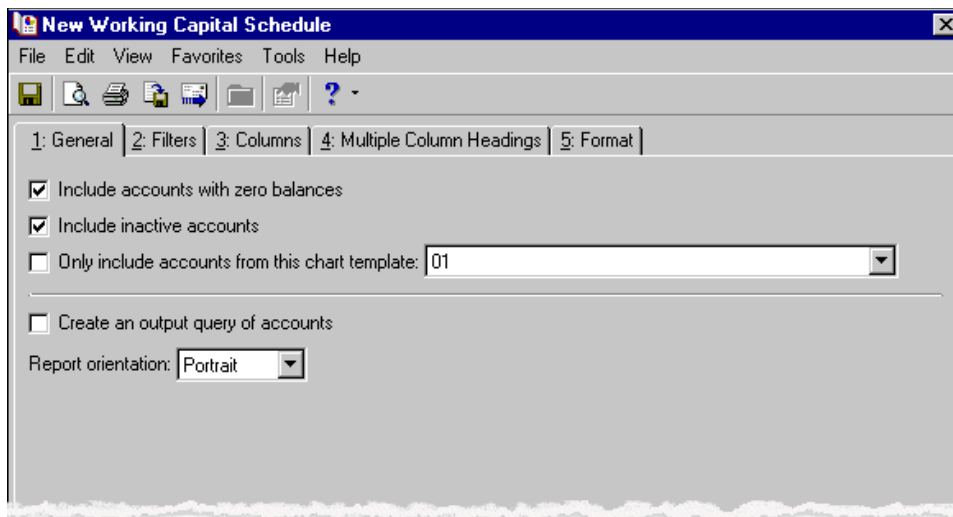 New Working Capital Schedule
File Edit View Favorites Tools Help
?
1: General 2: Filters 3: Columns 4: Multiple Column Headings 5: Format
Include accounts with zero balances
Include inactive accounts
Only include accounts from this chart template: 01
Create an output query of accounts
Report orientation: Portrait